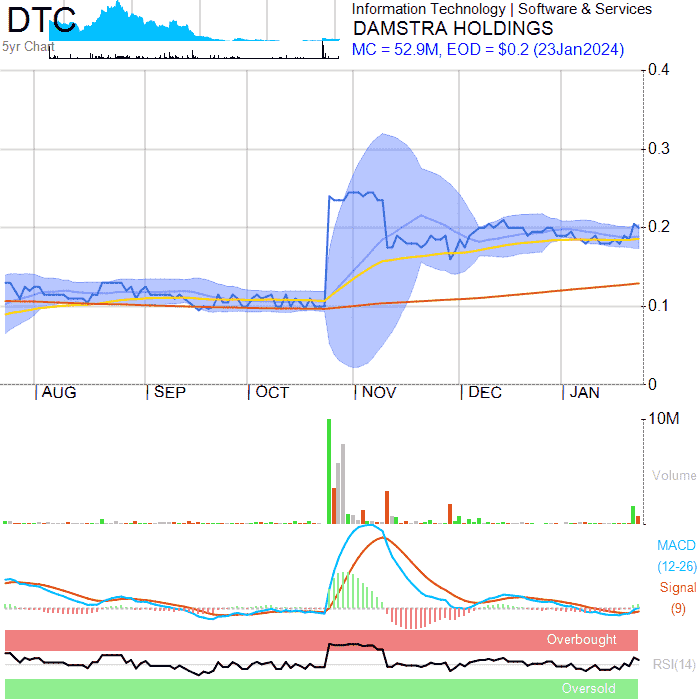 DTC
5yr Chart
Information Technology | Software & Services
DAMSTRA HOLDINGS
MC = 52.9M, EOD = $0.2 (23Jan2024)
0.4
0.3
0.2
0.1
0
AUG
SEP
OCT
NOV
DEC
JAN
10M
Volume
MACD
(12-26)
Signal
(9)
Overbought
RSI(14)
Oversold